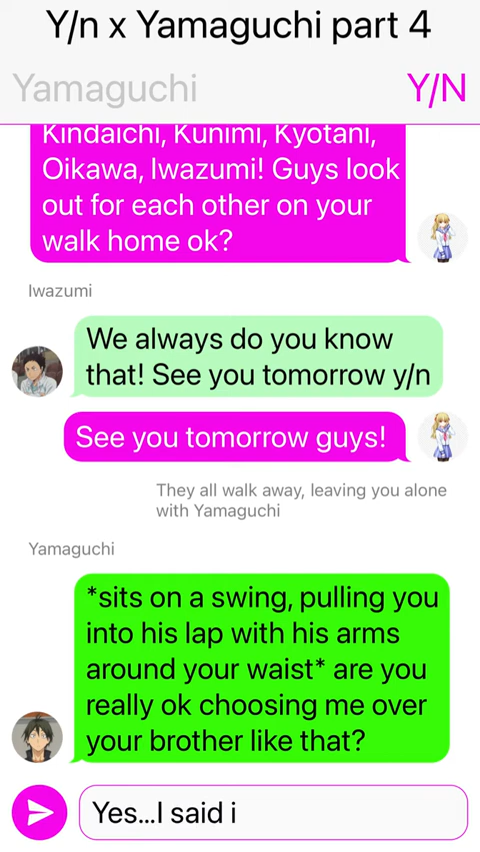 Y/n x Yamaguchi part 4
Yamaguchi
Y/N
Kindaichi, Kunimi, Kyotani,
Oikawa, Iwazumi! Guys look
out for each other on your
walk home ok?
Iwazumi
We always do you know
that! See you tomorrow y/n
See you tomorrow guys!
They all walk away, leaving you alone
with Yamaguchi
Yamaguchi
*sits on a swing, pulling you
into his lap with his arms
around your waist* are you
really ok choosing me over
your brother like that?
Yes...I said i